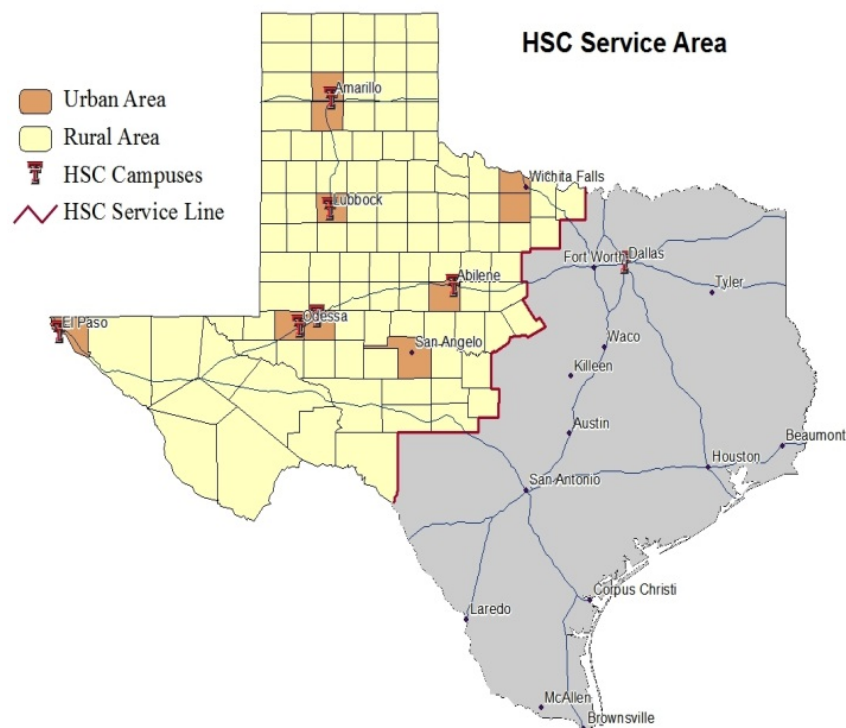 HSC Service Area
Urban Area
Rural Area
HSC Campuses
HSC Service Line
Amarillo
Wichita Falls
Lubbock
Fort Worth
Dallas
Abilene
Tyler
El Paso
Odessa
San Angelo
Waco
Killeen
Austin
Beaumont
Houston
San Antonio
Corpus Christi
Laredo
McAllen
Brownsville